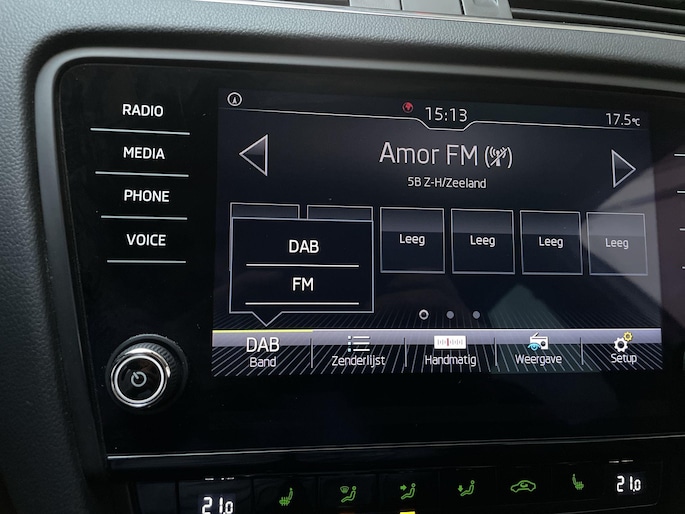 15:13
17.5°C
RADIO
MEDIA
PHONE
VOICE
Amor FM
5B Z-H/Zeeland
Leeg Leeg Leeg Leeg
DAB
FM
DAB
Band Zenderlijst Handmatig Weergave Setup
21.0 21.0